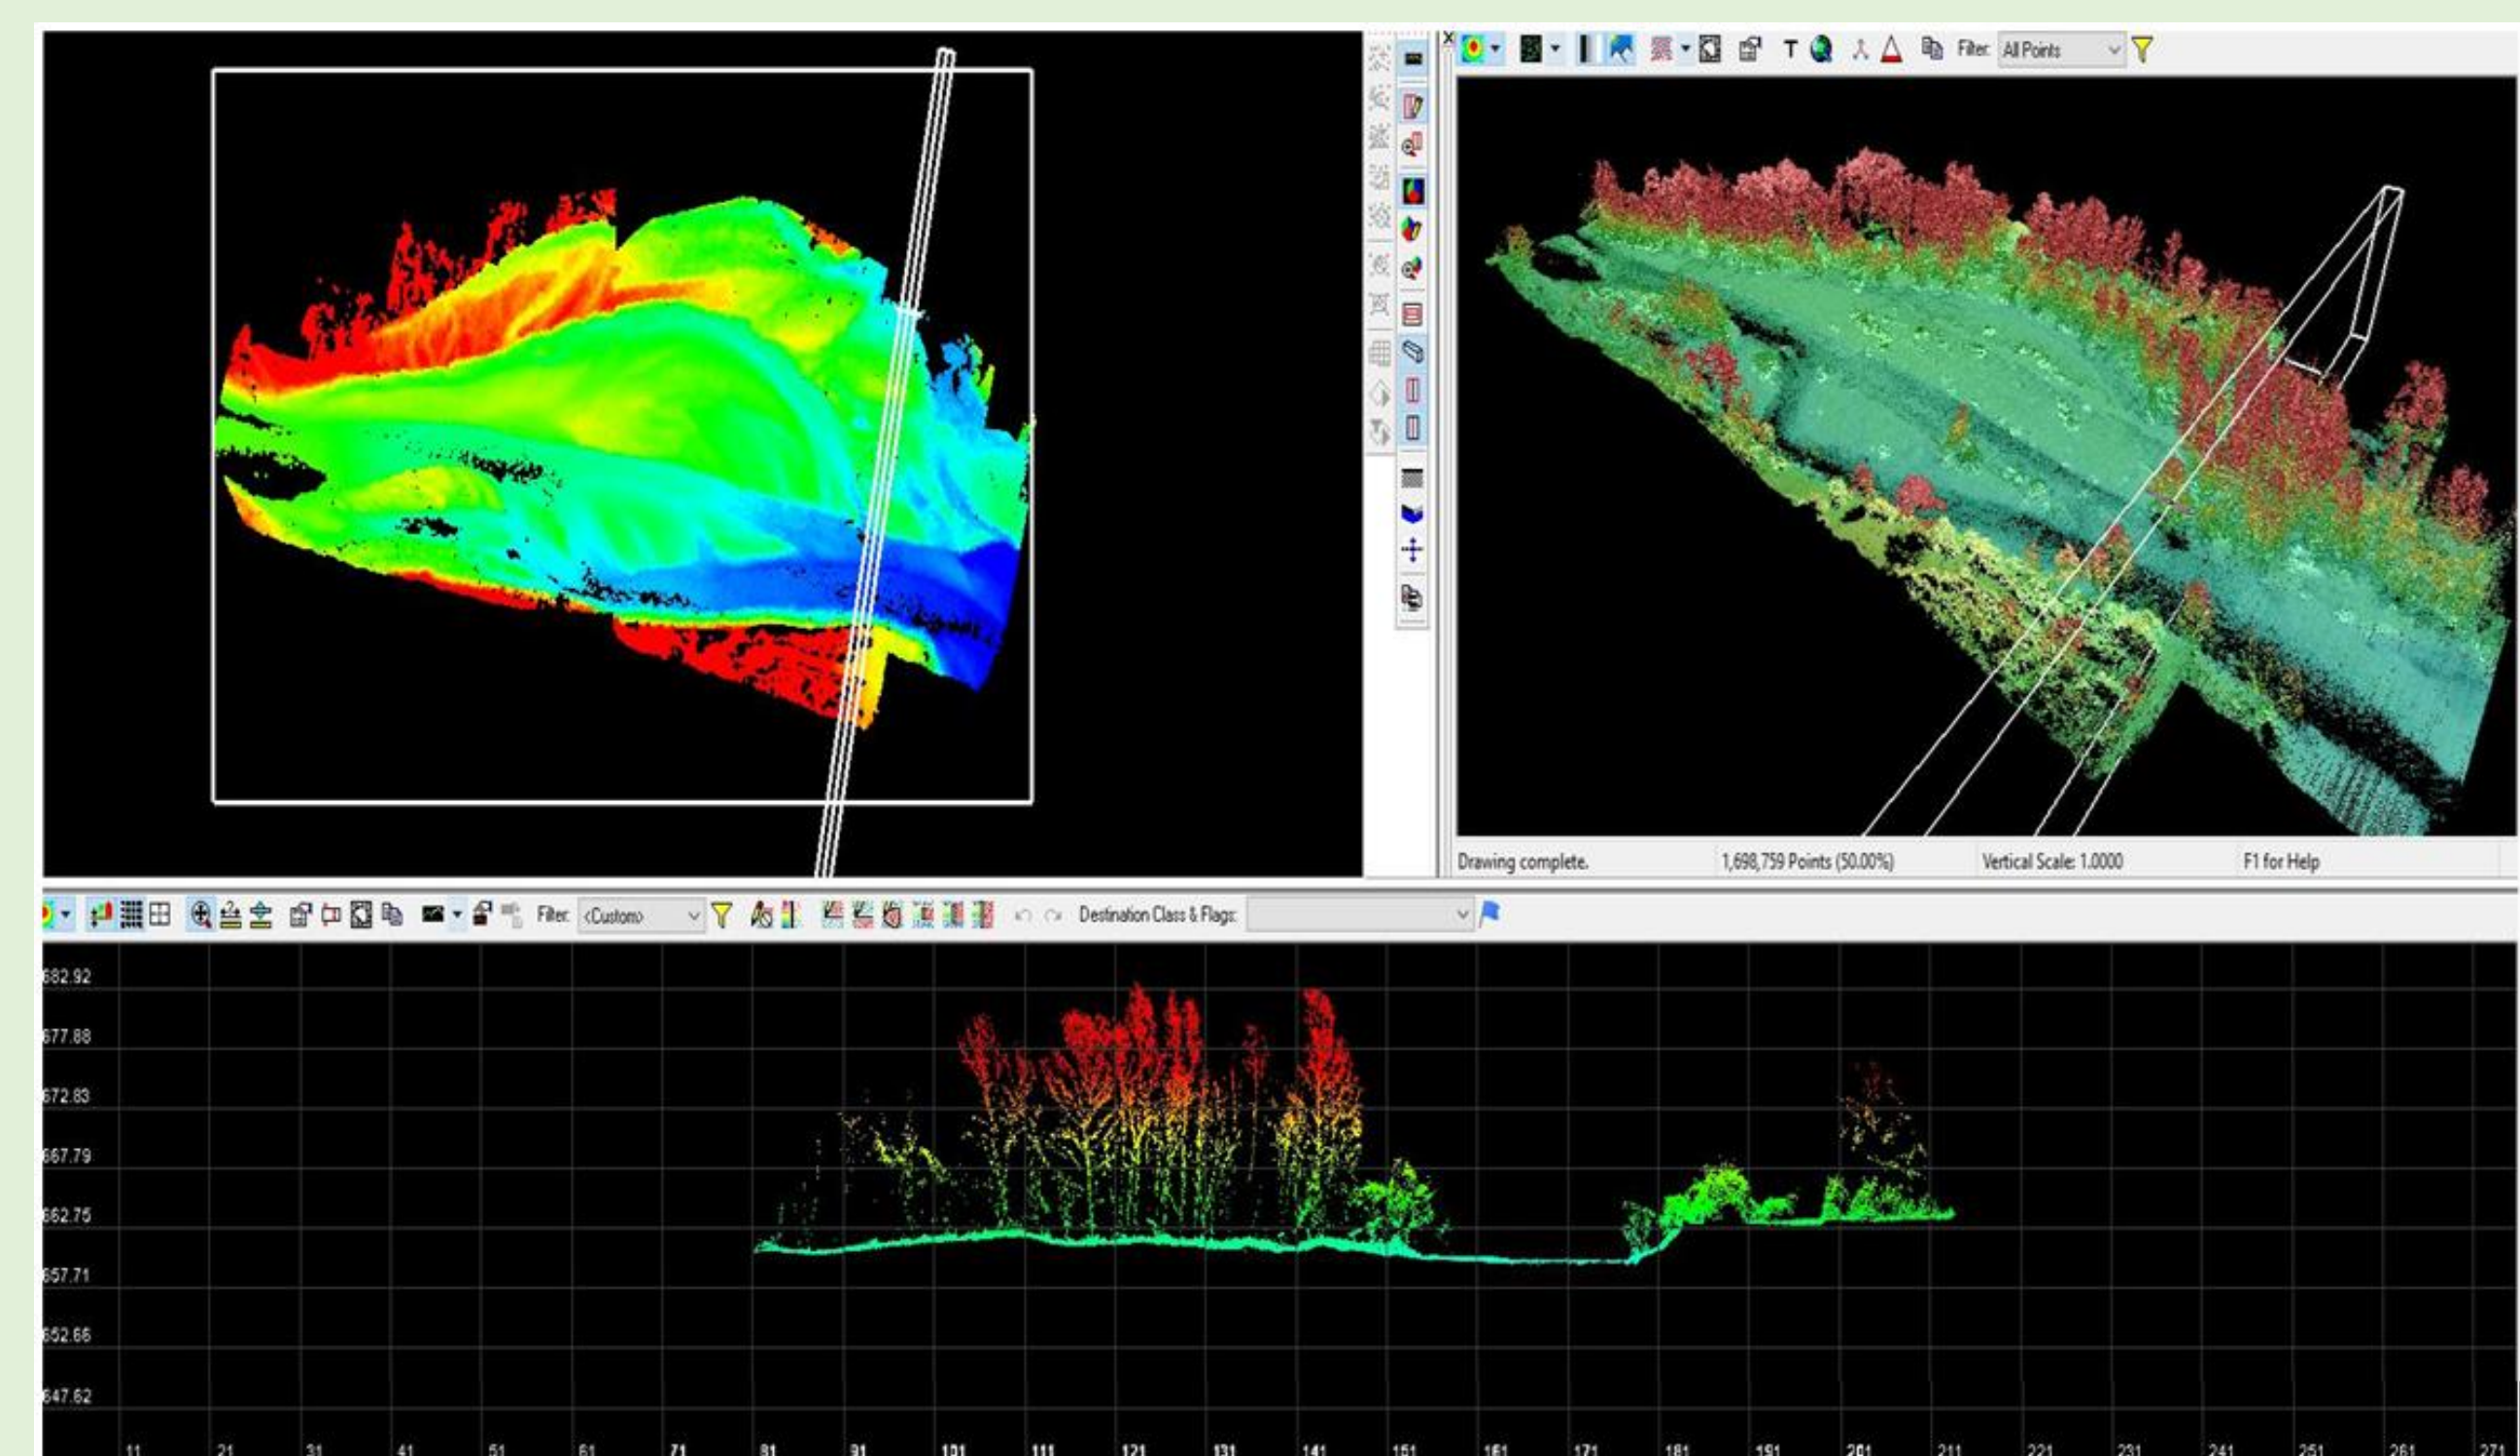 Filter: All Points
T
Drawing complete. 1,698,759 Points (50.00%) Vertical Scale: 1.0000 F1 for Help
Filter: <Custom> Destination Class & Flags:
682.92
677.88
672.83
667.79
662.75
657.71
652.66
647.62
11 21 31 41 51 61 71 81 91 101 111 121 131 141 151 161 171 181 191 201 211 221 231 241 251 261 271